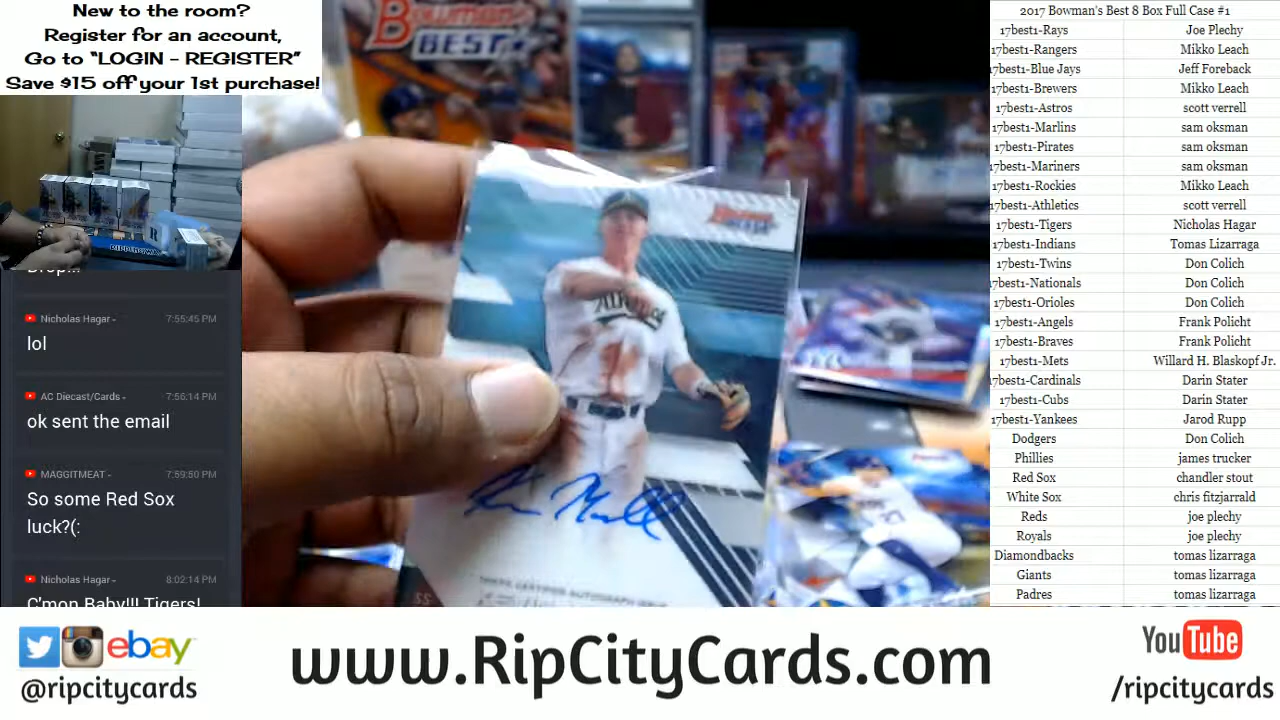 New to the room?
Register for an account,
Go to “LOGIN - REGISTER”
Save $15 off your 1st purchase!
Nicholas Hagar 7:55:45 PM
lol
AC Diecast/Cards 7:56:14 PM
ok sent the email
MAGGITMEAT 7:59:50 PM
So some Red Sox
luck?(:
Nicholas Hagar 8:02:14 PM
C'mon Baby!!! Tigers!
Bowman's
BEST
Bowman's
BEST
2017 Bowman's Best 8 Box Full Case #1
17best1-Rays Joe Plechy
17best1-Rangers Mikko Leach
17best1-Blue Jays Jeff Foreback
17best1-Brewers Mikko Leach
17best1-Astros scott verrell
17best1-Marlins sam oksman
17best1-Pirates sam oksman
17best1-Mariners sam oksman
17best1-Rockies Mikko Leach
17best1-Athletics scott verrell
17best1-Tigers Nicholas Hagar
17best1-Indians Tomas Lizarraga
17best1-Twins Don Colich
17best1-Nationals Don Colich
17best1-Orioles Don Colich
17best1-Angels Frank Policht
17best1-Braves Frank Policht
17best1-Mets Willard H. Blaskopf Jr.
17best1-Cardinals Darin Stater
17best1-Cubs Darin Stater
17best1-Yankees Jarod Rupp
Dodgers Don Colich
Phillies james trucker
Red Sox chandler stout
White Sox chris fitzjarrald
Reds joe plechy
Royals joe plechy
Diamondbacks tomas lizarraga
Giants tomas lizarraga
Padres tomas lizarraga
ebay
@ripcitycards
www.RipCityCards.com
YouTube
/ripcitycards